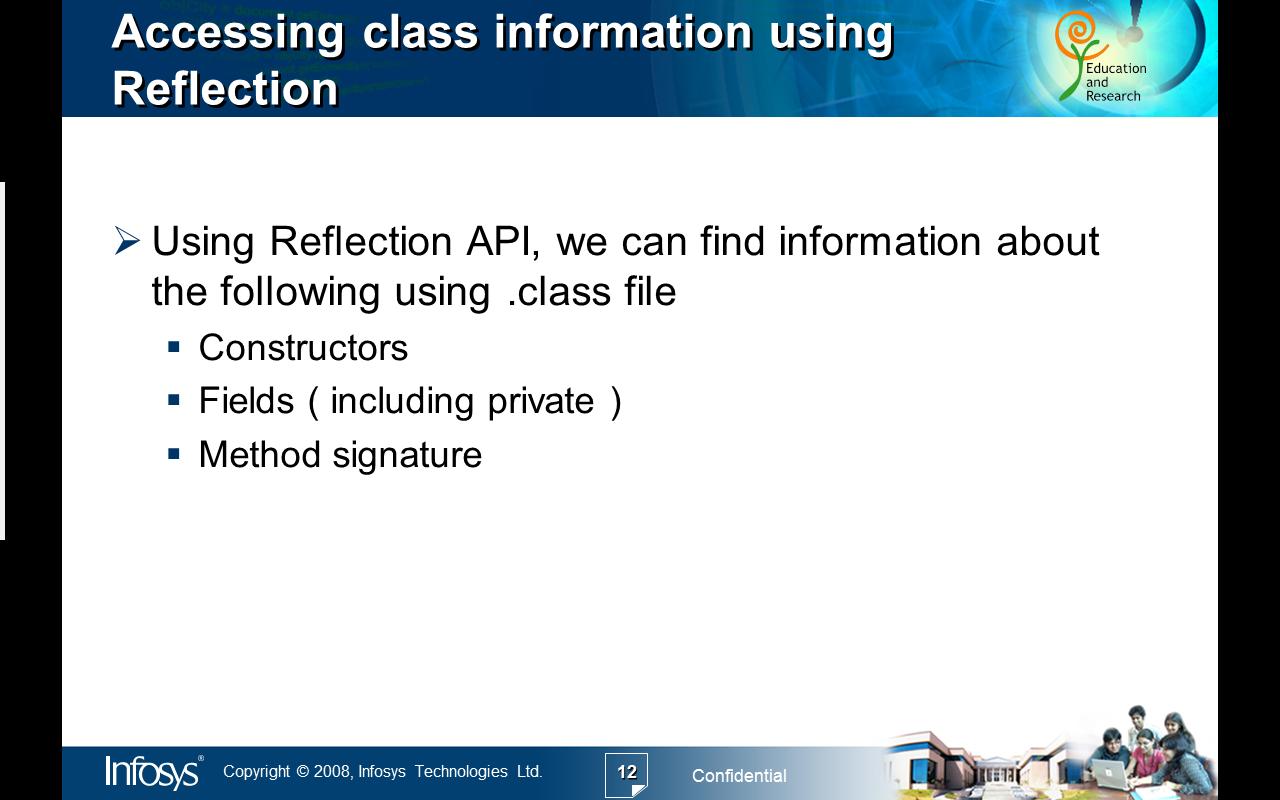 Accessing class information using
Reflection
Education
and
Research
Using Reflection API, we can find information about
the following using .class file
Constructors
Fields ( including private )
Method signature
Infosys®
Copyright © 2008, Infosys Technologies Ltd.
12
Confidential